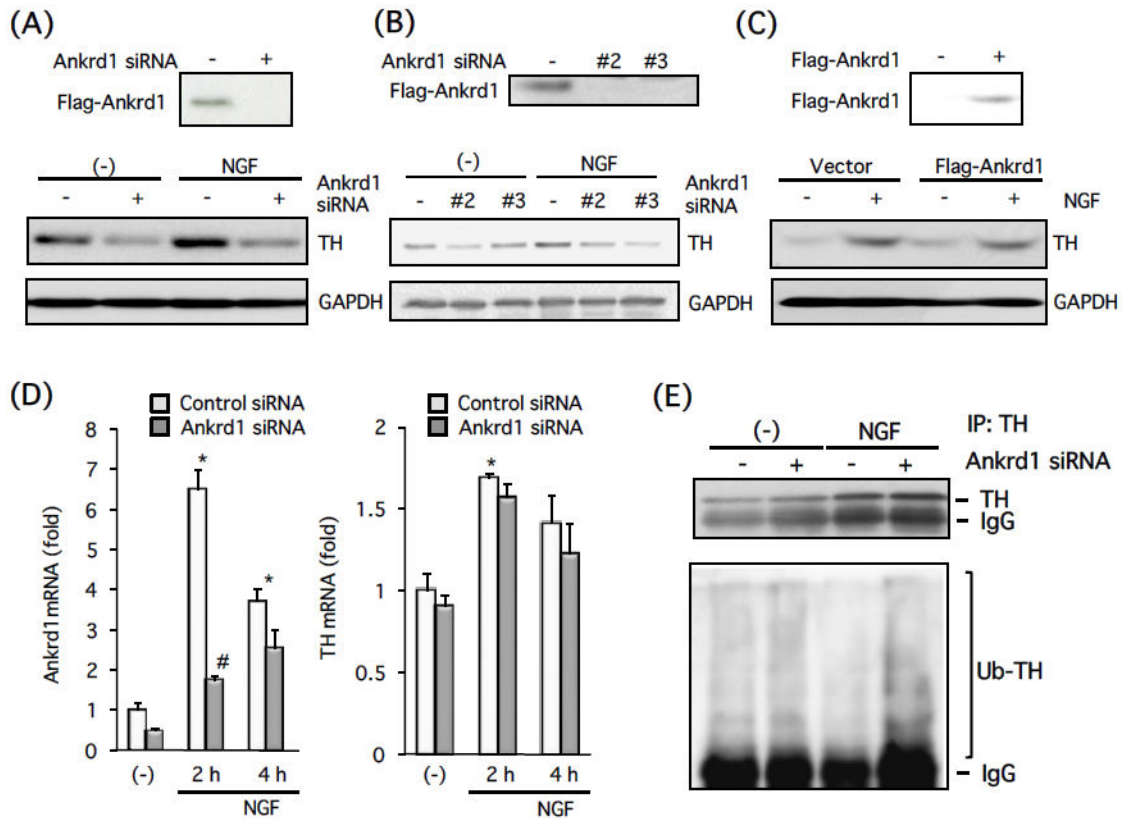 (A)
Ankrd1 siRNA - +
Flag-Ankrd1
(-) NGF
- + - + Ankrd1 siRNA
TH
GAPDH
(B)
Ankrd1 siRNA - #2 #3
Flag-Ankrd1
(-) NGF
- #2 #3 - #2 #3 Ankrd1 siRNA
TH
GAPDH
(C)
Flag-Ankrd1 - +
Flag-Ankrd1
Vector Flag-Ankrd1
- + - + NGF
TH
GAPDH
(D)
Control siRNA
Ankrd1 siRNA
Ankrd1 mRNA (fold)
8
7
6
5
4
3
2
1
0
* # *
(-) 2 h 4 h
NGF
Control siRNA
Ankrd1 siRNA
TH mRNA (fold)
2
1.5
1
0.5
0
*
(-) 2 h 4 h
NGF
(E)
(-) NGF IP: TH
- + - + Ankrd1 siRNA
TH
IgG
Ub-TH
IgG